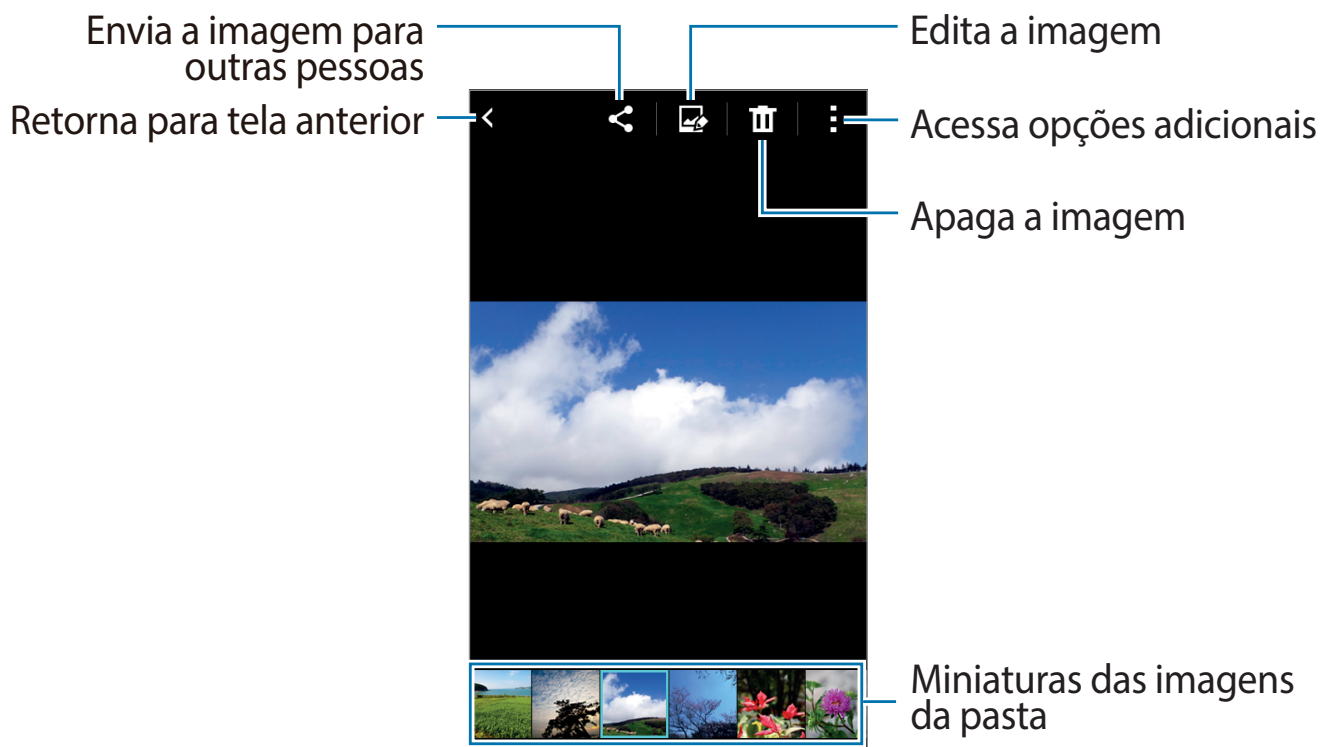 Envia a imagem para
outras pessoas
Retorna para tela anterior
Edita a imagem
Acessa opções adicionais
Apaga a imagem
Miniaturas das imagens
da pasta